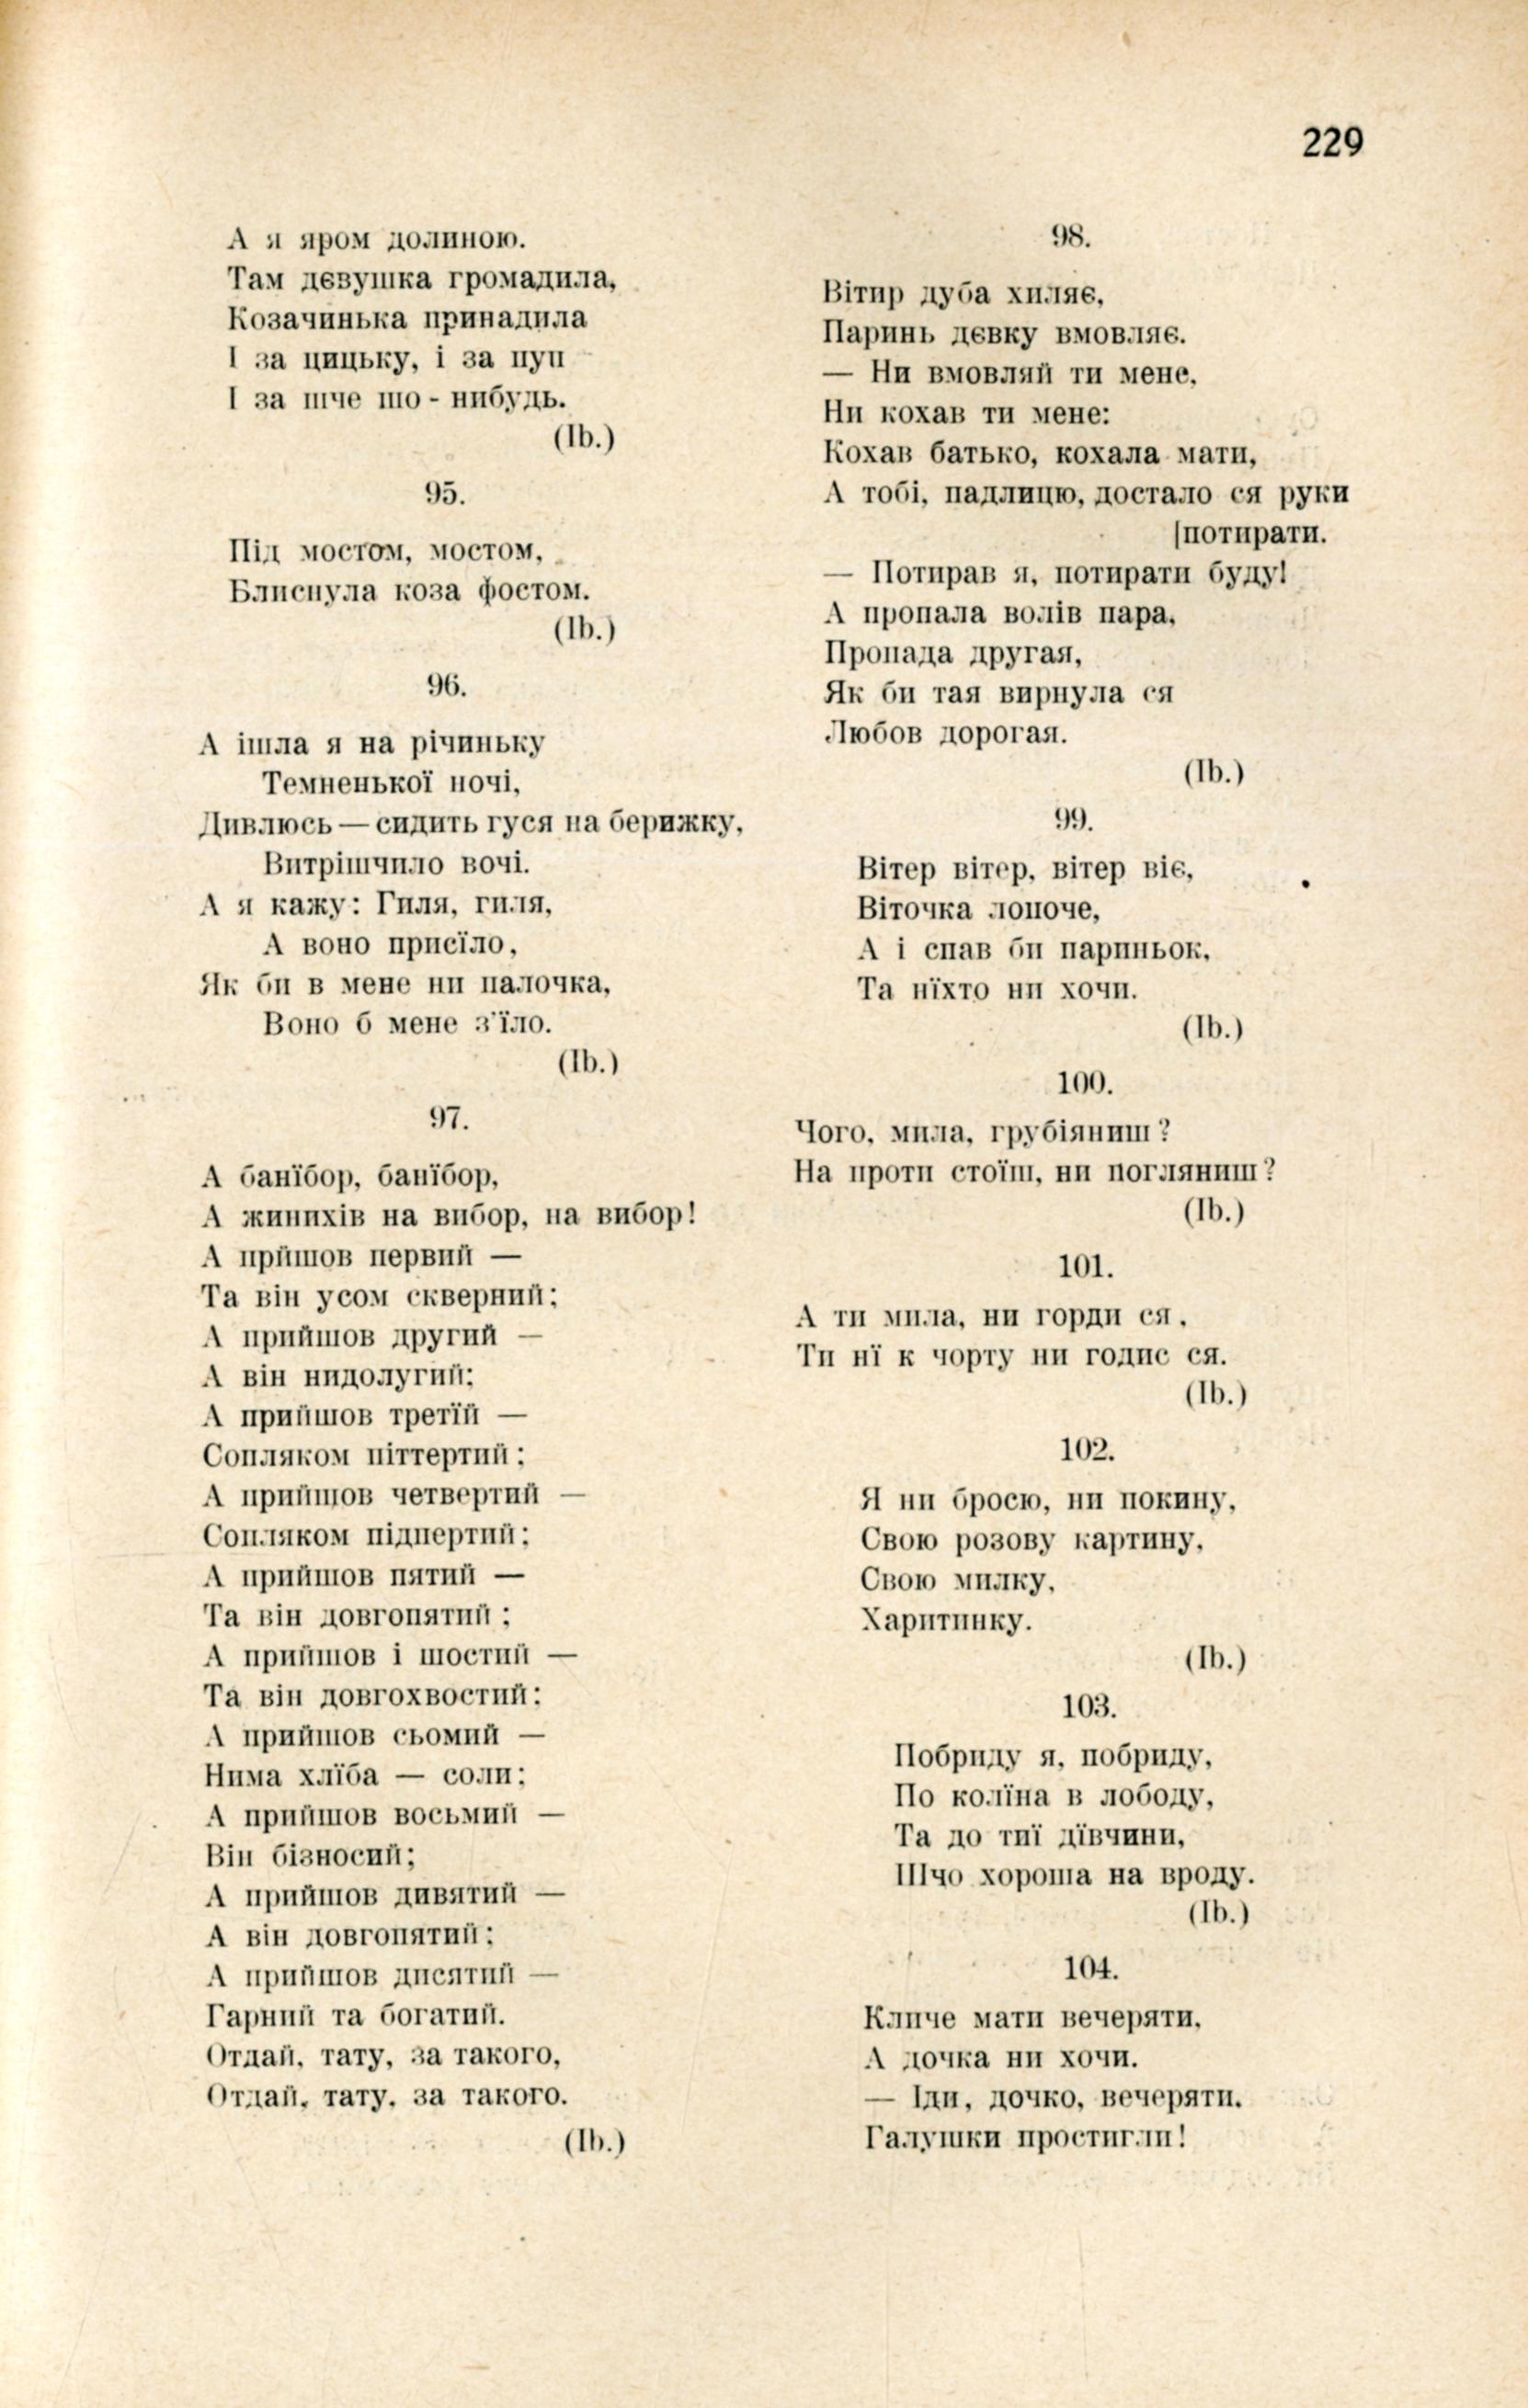 229
А я яром долиною.
Там дєвушка громадила,
Козачинька принадила
І за цицьку, і за пуп
І за шче шо - нибудь.
(Ib.)
95.
Під мостом, мостом,
Блиснула коза фостом.
(Ib.)
96.
А ішла я на річиньку
Темненької ночі,
Дивлюсь — сидить гуся на берижку,
Витрішчило вочі.
А я кажу: Гиля, гиля,
А воно присїло,
Як би в мене ни палочка,
Воно б мене з'їло.
(Ib.)
97.
А банїбор, банїбор,
А жинихів на вибор, на вибор!
А прйшов первий —
Та він усом скверний;
А прийшов другий —
А він нидолугий;
А прийшов третїй —
Сопляком піттертий;
А прийшов четвертий —
Сопляком підпертий;
А прийшов пятий —
Та він довгопятий;
А прийшов і шостий —
Та він довгохвостий;
А прийшов сьомий —
Нима хлїба — соли;
А прийшов восьмий —
Він бізносий;
А прийшов дивятий —
А він довгопятий;
А прийшов дисятий —
Гарний та богатий.
Отдай, тату, за такого,
Отдай, тату, за такого.
(Ib.)
98.
Вітир дуба хиляє,
Паринь дєвку вмовляє.
— Ни вмовляй ти мене,
Ни кохав ти мене:
Кохав батько, кохала мати,
А тобі, падлицю, достало ся руки
(потирати.
— Потирав я, потирати буду!
А пропала волів пара,
Пропада другая,
Як би тая вирнула ся
Любов дорогая.
(Ib.)
99.
Вітер вітер, вітер віє,
Віточка лопоче,
А і спав би париньок,
Та нїхто ни хочи.
(Ib.)
100.
Чого, мила, грубіяниш?
На проти стоїш, ни погляниш?
(Ib.)
101.
А ти мила, ни горди ся,
Ти нї к чорту ни годис ся.
(Ib.)
102.
Я ни бросю, ни покину,
Свою розову картину,
Свою милку,
Харитинку.
(Ib.)
103.
Побриду я, побриду,
По колїна в лободу,
Та до тиї дївчини,
Шчо хороша на вроду.
(Ib.)
104.
Кличе мати вечеряти,
А дочка ни хочи.
— Іди, дочко, вечеряти.
Галушки простигли!